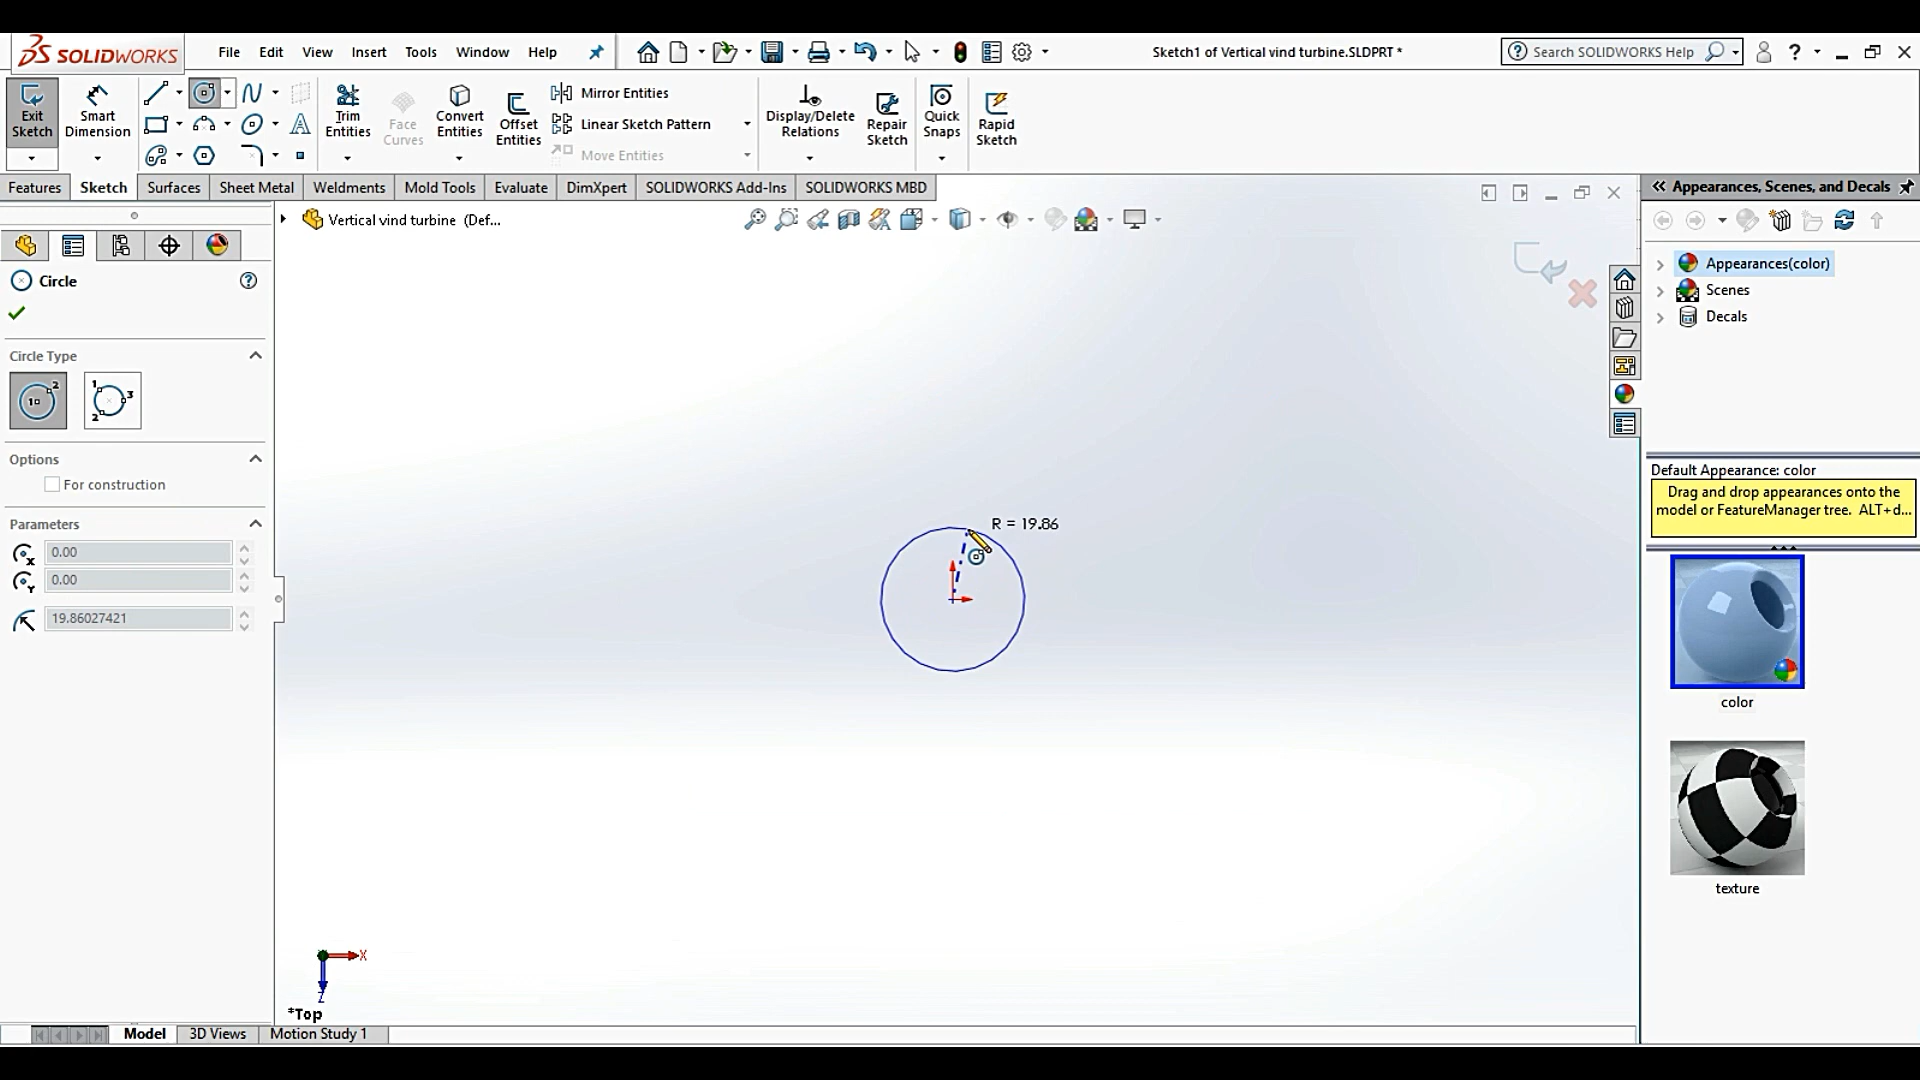 SOLIDWORKS
File Edit View Insert Tools Window Help
Sketch1 of Vertical vind turbine.SLDPRT *
Search SOLIDWORKS Help
Exit Sketch
Smart Dimension
Trim Entities
Face Curves
Convert Entities
Offset Entities
Mirror Entities
Linear Sketch Pattern
Move Entities
Display/Delete Relations
Repair Sketch
Quick Snaps
Rapid Sketch
Features Sketch Surfaces Sheet Metal Weldments Mold Tools Evaluate DimXpert SOLIDWORKS Add-Ins SOLIDWORKS MBD
Vertical vind turbine (Def...
Circle
Circle Type
Options
For construction
Parameters
0.00
0.00
19.86027421
R = 19.86
X
Z
*Top
Model 3D Views Motion Study 1
Appearances, Scenes, and Decals
Appearances(color)
Scenes
Decals
Default Appearance: color
Drag and drop appearances onto the
model or FeatureManager tree. ALT+d...
color
texture